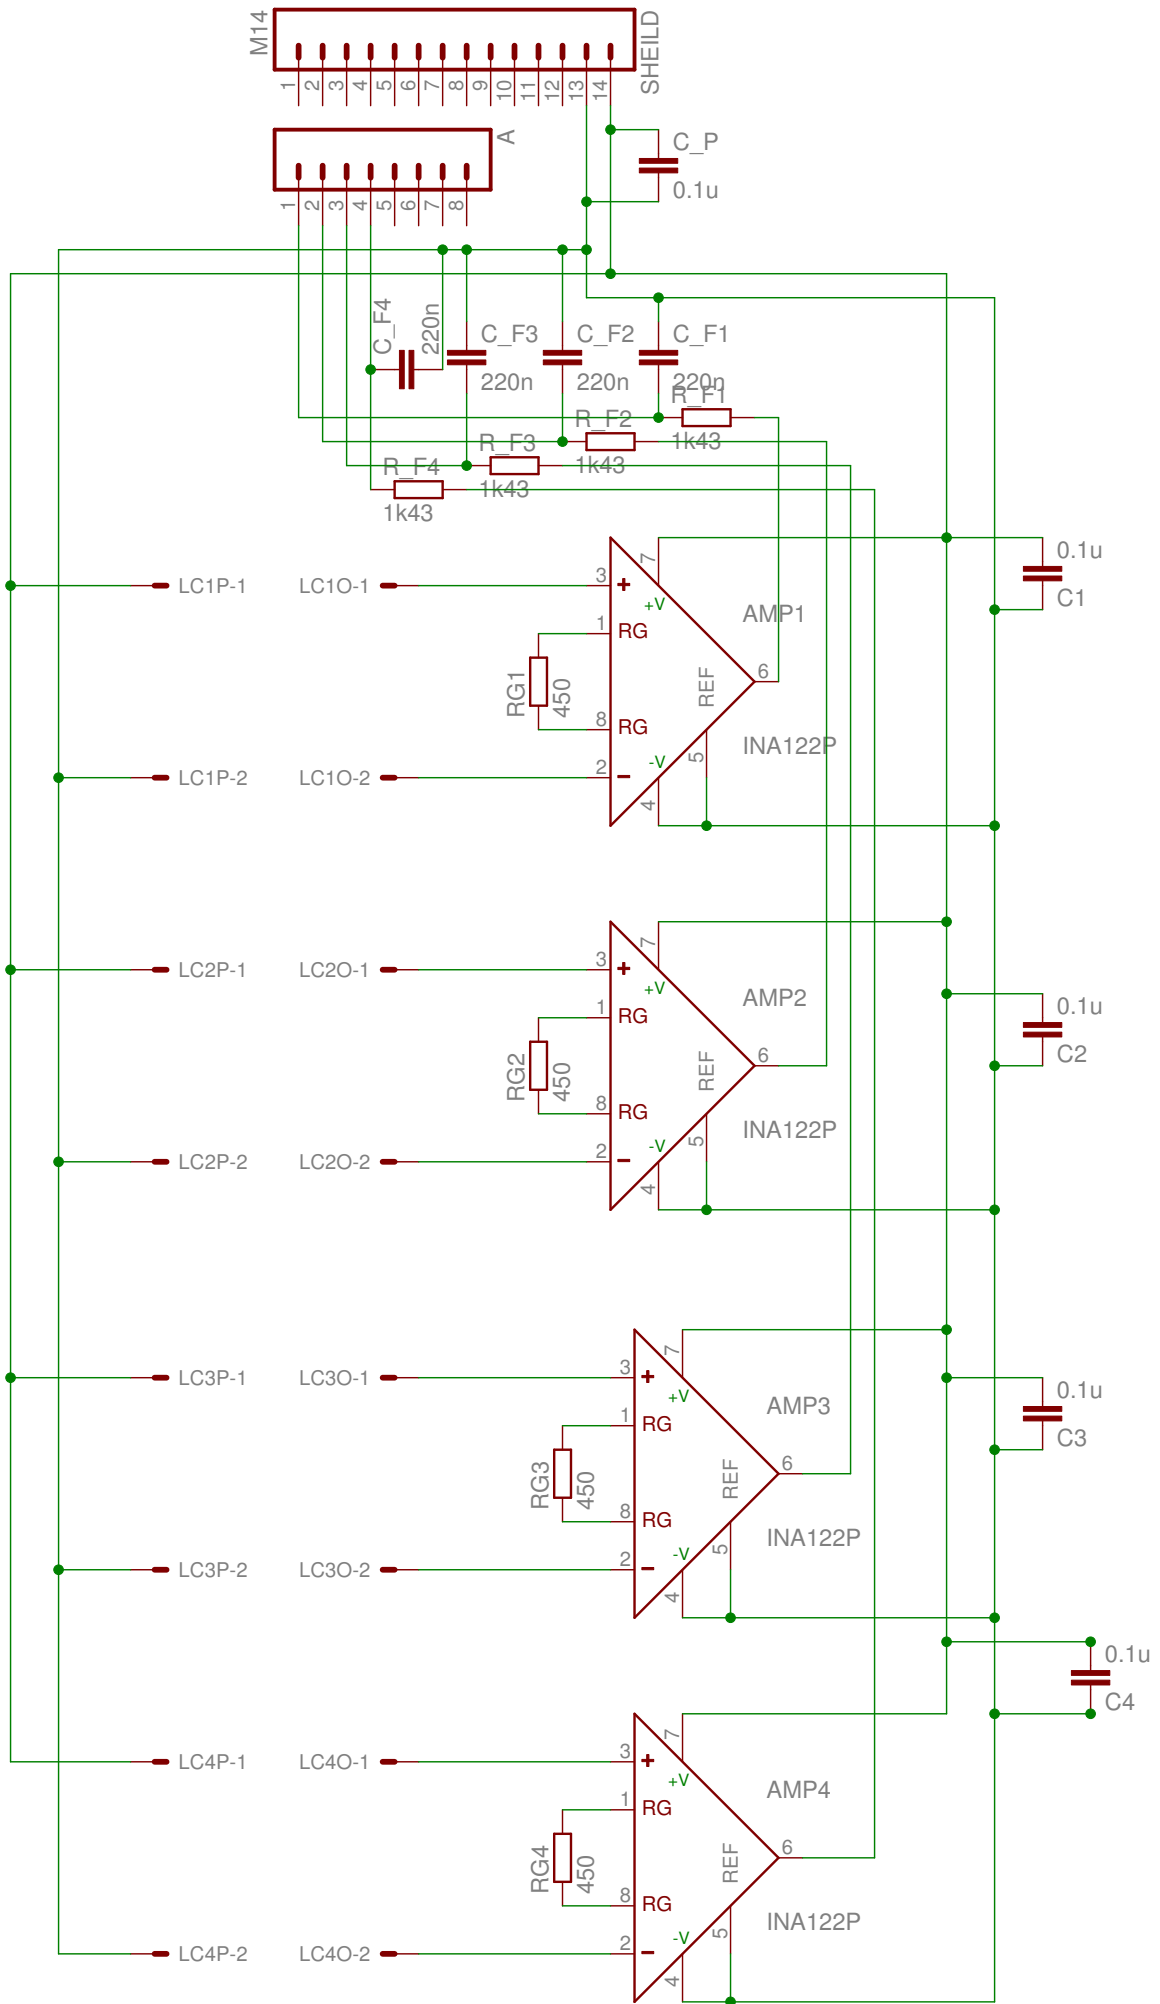 M14
SHEILD
1 2 3 4 5 6 7 8 9 10 11 12 13 14
A
1 2 3 4 5 6 7 8
C_P
0.1u
C_F4
220n
C_F3
220n
C_F2
220n
C_F1
220n
R_F1
1k43
R_F2
1k43
R_F3
1k43
R_F4
1k43
LC1P-1
LC1O-1
3
+
7
+V
AMP1
0.1u
C1
1
RG
RG1
450
REF
6
8
RG
INA122P
LC1P-2
LC1O-2
2
−
-V
5
4
LC2P-1
LC2O-1
3
+
7
+V
AMP2
0.1u
C2
1
RG
RG2
450
REF
6
8
RG
INA122P
LC2P-2
LC2O-2
2
−
-V
5
4
LC3P-1
LC3O-1
3
+
7
+V
AMP3
0.1u
C3
1
RG
RG3
450
REF
6
8
RG
INA122P
LC3P-2
LC3O-2
2
−
-V
5
4
0.1u
C4
LC4P-1
LC4O-1
3
+
7
+V
AMP4
1
RG
RG4
450
REF
6
8
RG
INA122P
LC4P-2
LC4O-2
2
−
-V
5
4